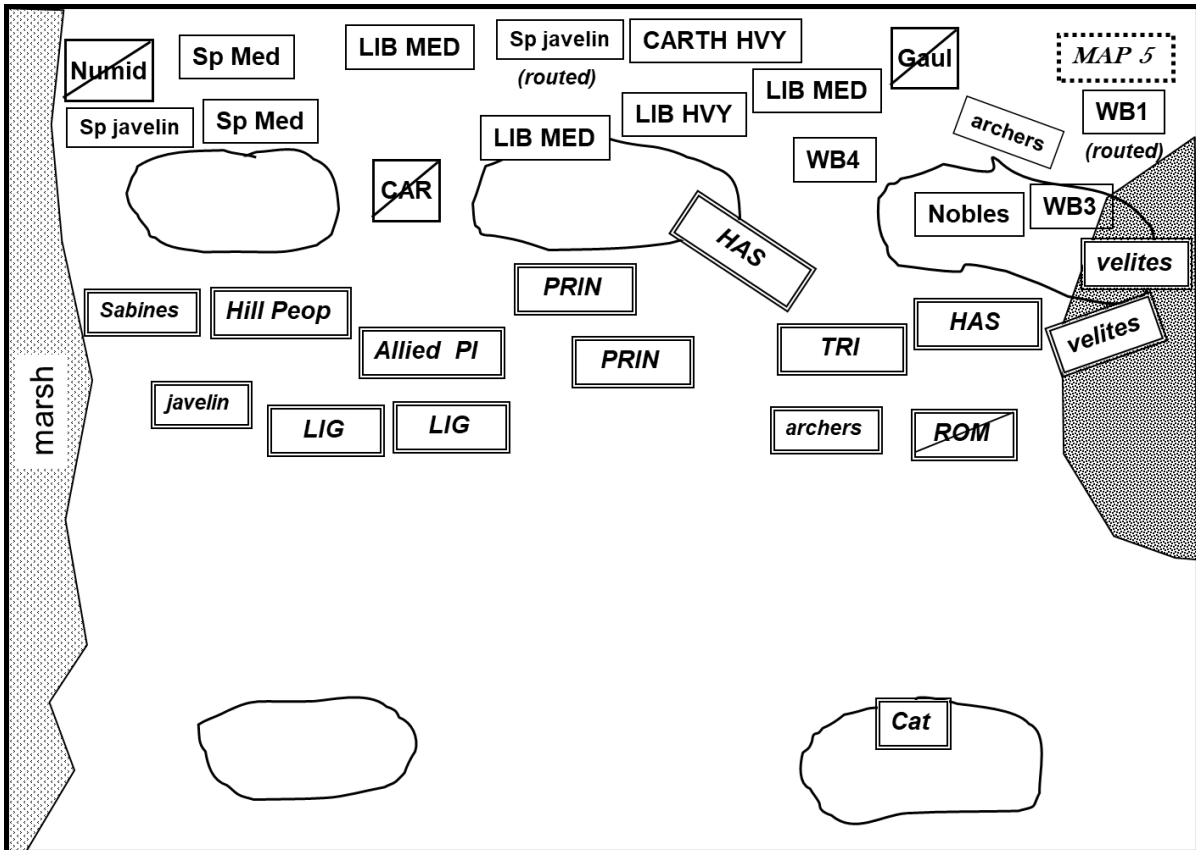 Numid
Sp Med
LIB MED
Sp javelin
(routed)
CARTH HVY
Gaul
MAP 5
Sp javelin
Sp Med
LIB MED
LIB HVY
LIB MED
archers
WB1
(routed)
CAR
WB4
Nobles
WB3
HAS
velites
Sabines
Hill Peop
PRIN
Allied Pl
PRIN
TRI
HAS
velites
marsh
javelin
LIG
LIG
archers
ROM
Cat